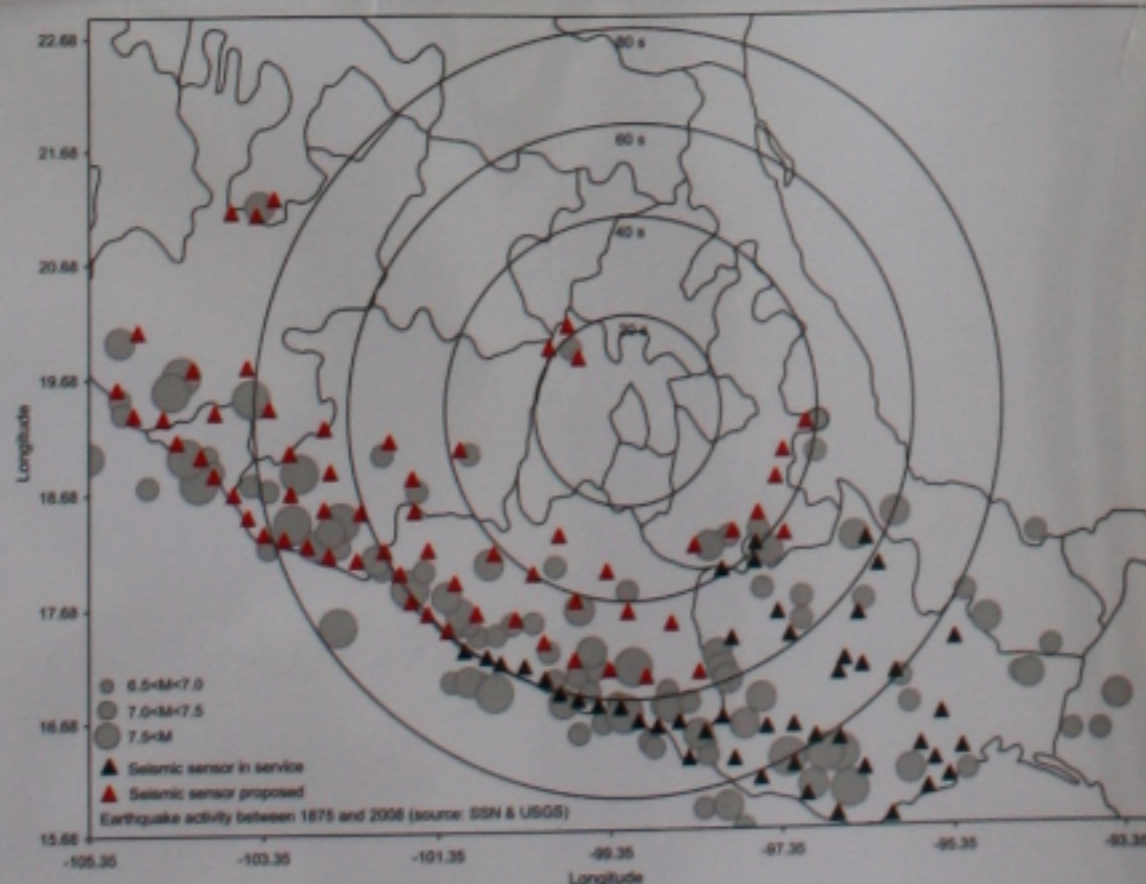 22.68
80 s
21.68
60 s
40 s
20.68
20 s
19.68
Longitude
18.68
17.68
6.5<M<7.0
7.0<M<7.5
16.68
7.5<M
Seismic sensor in service
Seismic sensor proposed
Earthquake activity between 1875 and 2008 (source: SSN & USGS)
15.68
-105.35
-103.35
-101.35
-99.35
-97.35
-95.35
-93.35
Longitude